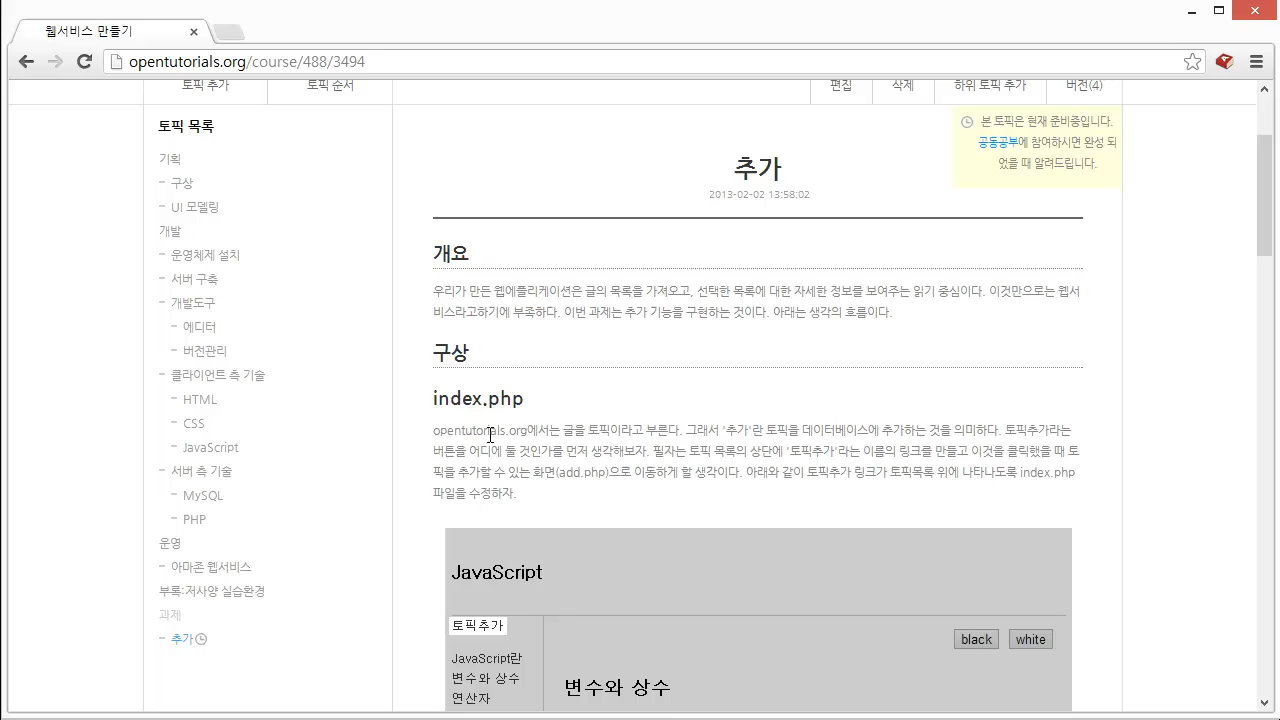 웹서비스 만들기
opentutorials.org/course/488/3494
토픽 추가
토픽 순서
편집
삭제
하위 토픽 추가
버전(4)
토픽 목록
기획
- 구상
- UI 모델링
개발
- 운영체제 설치
- 서버 구축
- 개발도구
- 에디터
- 버전관리
- 클라이언트 측 기술
- HTML
- CSS
- JavaScript
- 서버 측 기술
- MySQL
- PHP
운영
- 아마존 웹서비스
부록:저사양 실습환경
과제
- 추가
본 토픽은 현재 준비중입니다.
공동공부에 참여하시면 완성 되
었을 때 알려드립니다.
추가
2013-02-02 13:58:02
개요
우리가 만든 웹에플리케이션은 글의 목록을 가져오고, 선택한 목록에 대한 자세한 정보를 보여주는 읽기 중심이다. 이것만으로는 웹서
비스라고하기에 부족하다. 이번 과제는 추가 기능을 구현하는 것이다. 아래는 생각의 흐름이다.
구상
index.php
opentutorials.org에서는 글을 토픽이라고 부른다. 그래서 '추가'란 토픽을 데이터베이스에 추가하는 것을 의미하다. 토픽추가라는
버튼을 어디에 둘 것인가를 먼저 생각해보자. 필자는 토픽 목록의 상단에 '토픽추가'라는 이름의 링크를 만들고 이것을 클릭했을 때 토
픽을 추가할 수 있는 화면(add.php)으로 이동하게 할 생각이다. 아래와 같이 토픽추가 링크가 토픽목록 위에 나타나도록 index.php
파일을 수정하자.
JavaScript
토픽추가
black
white
JavaScript란
변수와 상수
연산자
변수와 상수